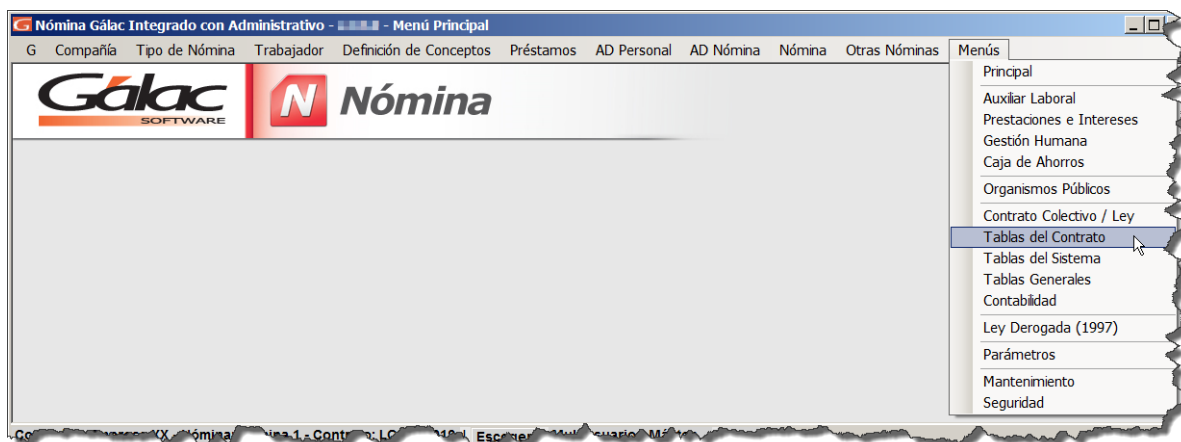 G Nómina Gálac Integrado con Administrativo - - Menú Principal
G Compañía Tipo de Nómina Trabajador Definición de Conceptos Préstamos AD Personal AD Nómina Nómina Otras Nóminas Menús
Gálac
SOFTWARE
N Nómina
Principal
Auxiliar Laboral
Prestaciones e Intereses
Gestión Humana
Caja de Ahorros
Organismos Públicos
Contrato Colectivo / Ley
Tablas del Contrato
Tablas del Sistema
Tablas Generales
Contabilidad
Ley Derogada (1997)
Parámetros
Mantenimiento
Seguridad